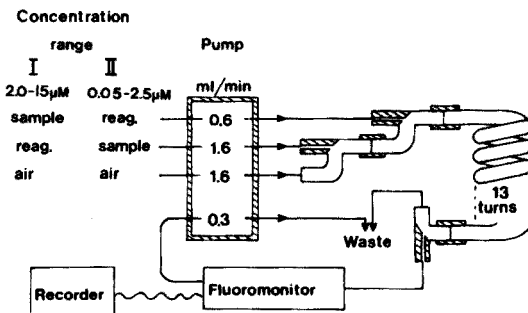 Concentration
range
Pump
I II
ml/min
2.0-15μM 0.05-2.5μM
sample reag. 0.6
reag. sample 1.6
air air 1.6
0.3
13
turns
Waste
Recorder
Fluoromonitor